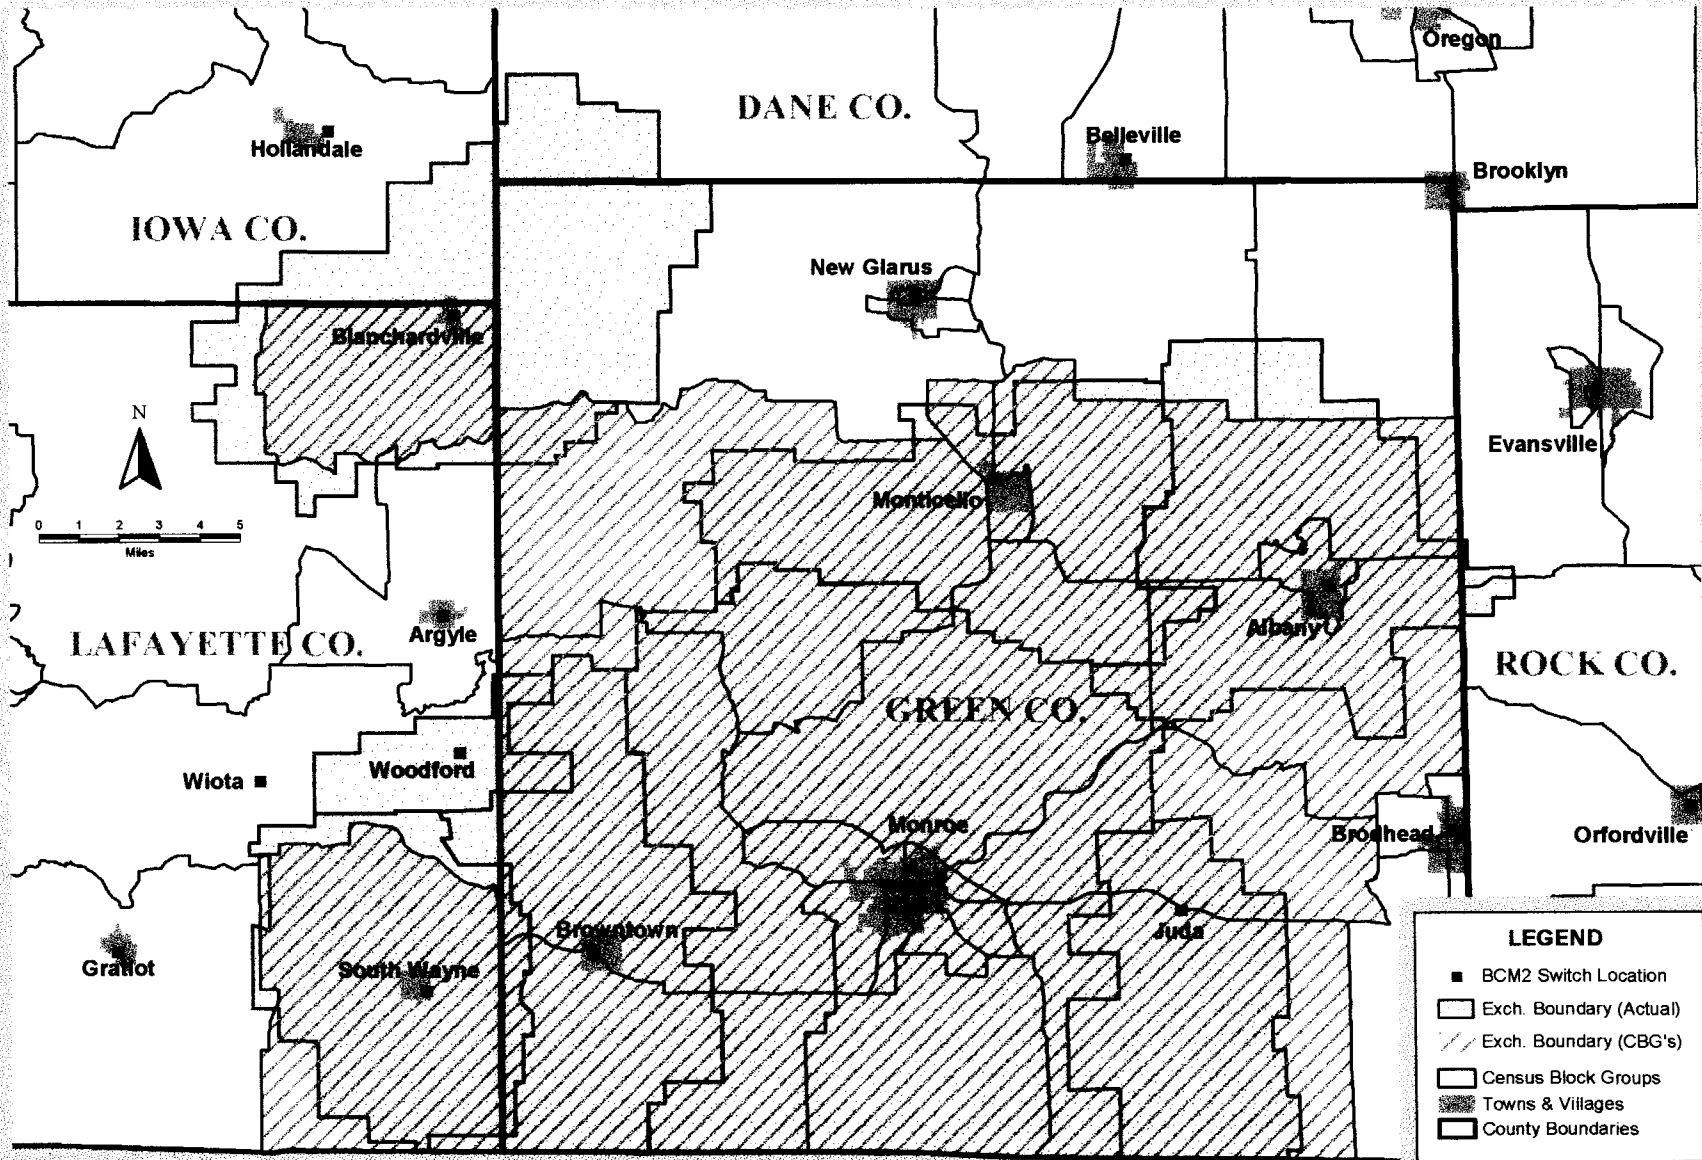 Oregon
DANE CO.
Belleville
Hollandale
Brooklyn
IOWA CO.
New Glarus
Blanchardville
N
Evansville
Monticello
0 1 2 3 4 5
Miles
Argyle
Albany
LAFAYETTE CO.
ROCK CO.
GREEN CO.
Woodford
Wiota
Monroe
Brodhead
Orfordville
Browntown
Juda
Gratiot
South Wayne
LEGEND
BCM2 Switch Location
Exch. Boundary (Actual)
Exch. Boundary (CBG's)
Census Block Groups
Towns & Villages
County Boundaries